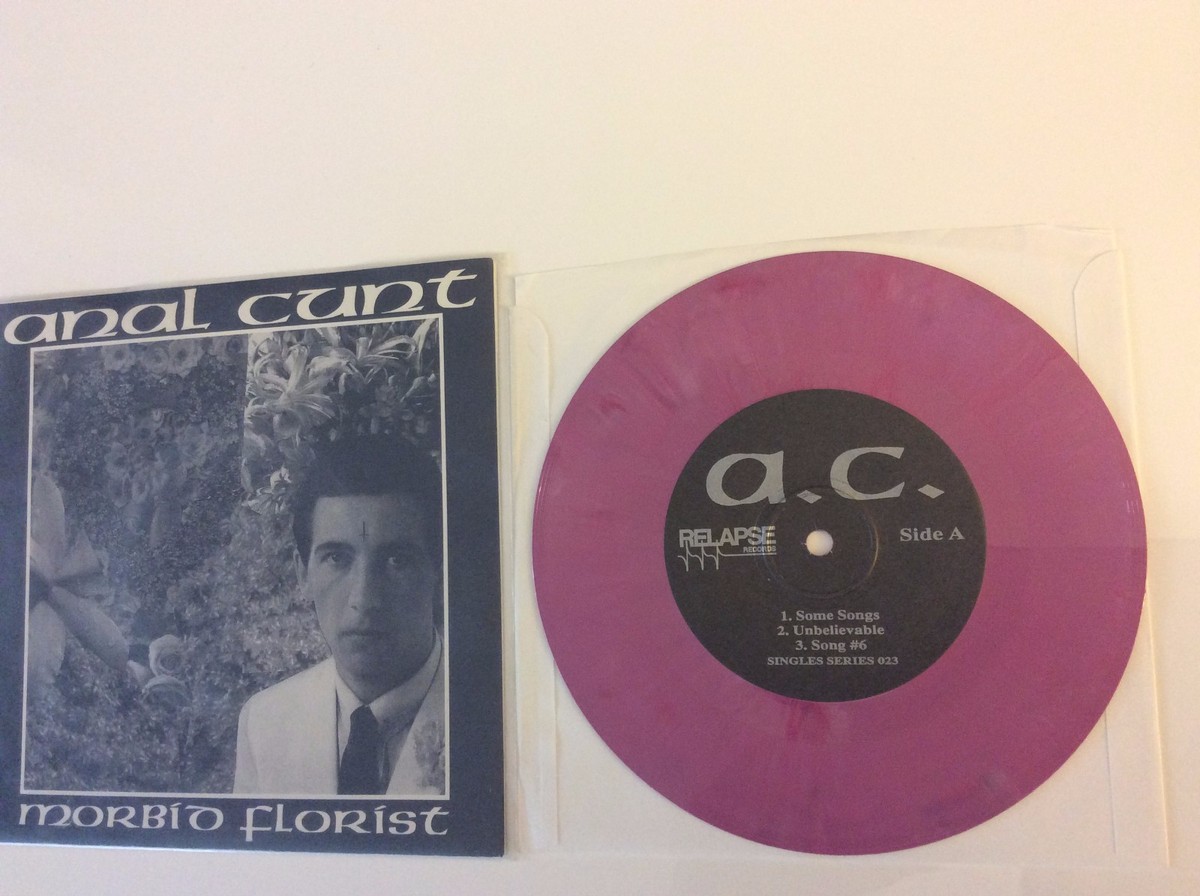 anal cunt
morbid florist
a.c.
RELAPSE
RECORDS
Side A
1. Some Songs
2. Unbelievable
3. Song #6
SINGLES SERIES 023